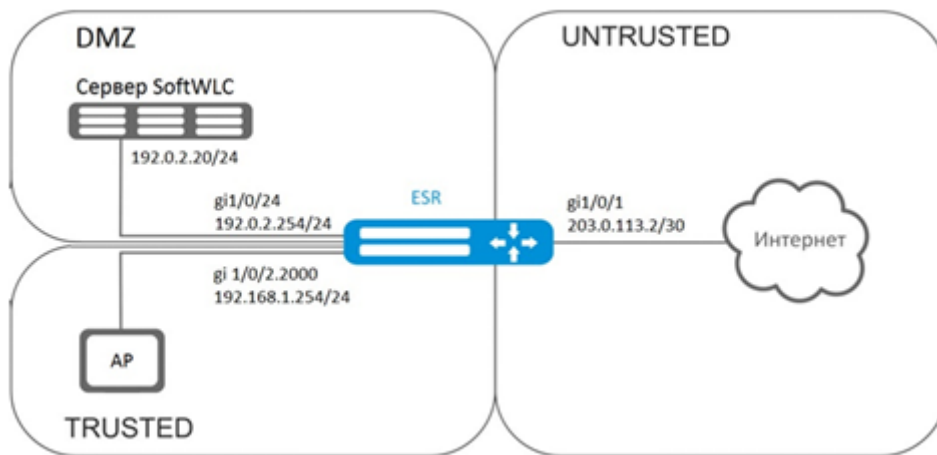 DMZ
UNTRUSTED
Сервер SoftWLC
192.0.2.20/24
gi1/0/24
192.0.2.254/24
ESR
gi1/0/1
203.0.113.2/30
Интернет
gi 1/0/2.2000
192.168.1.254/24
AP
TRUSTED